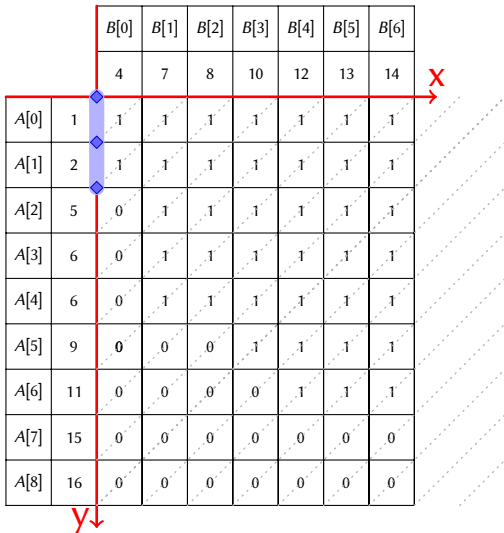 B[0] B[1] B[2] B[3] B[4] B[5] B[6]
4 7 8 10 12 13 14
x
A[0] 1 1 1 1 1 1 1 1
A[1] 2 1 1 1 1 1 1 1
A[2] 5 0 1 1 1 1 1 1
A[3] 6 0 1 1 1 1 1 1
A[4] 6 0 1 1 1 1 1 1
A[5] 9 0 0 0 1 1 1 1
A[6] 11 0 0 0 0 1 1 1
A[7] 15 0 0 0 0 0 0 0
A[8] 16 0 0 0 0 0 0 0
y